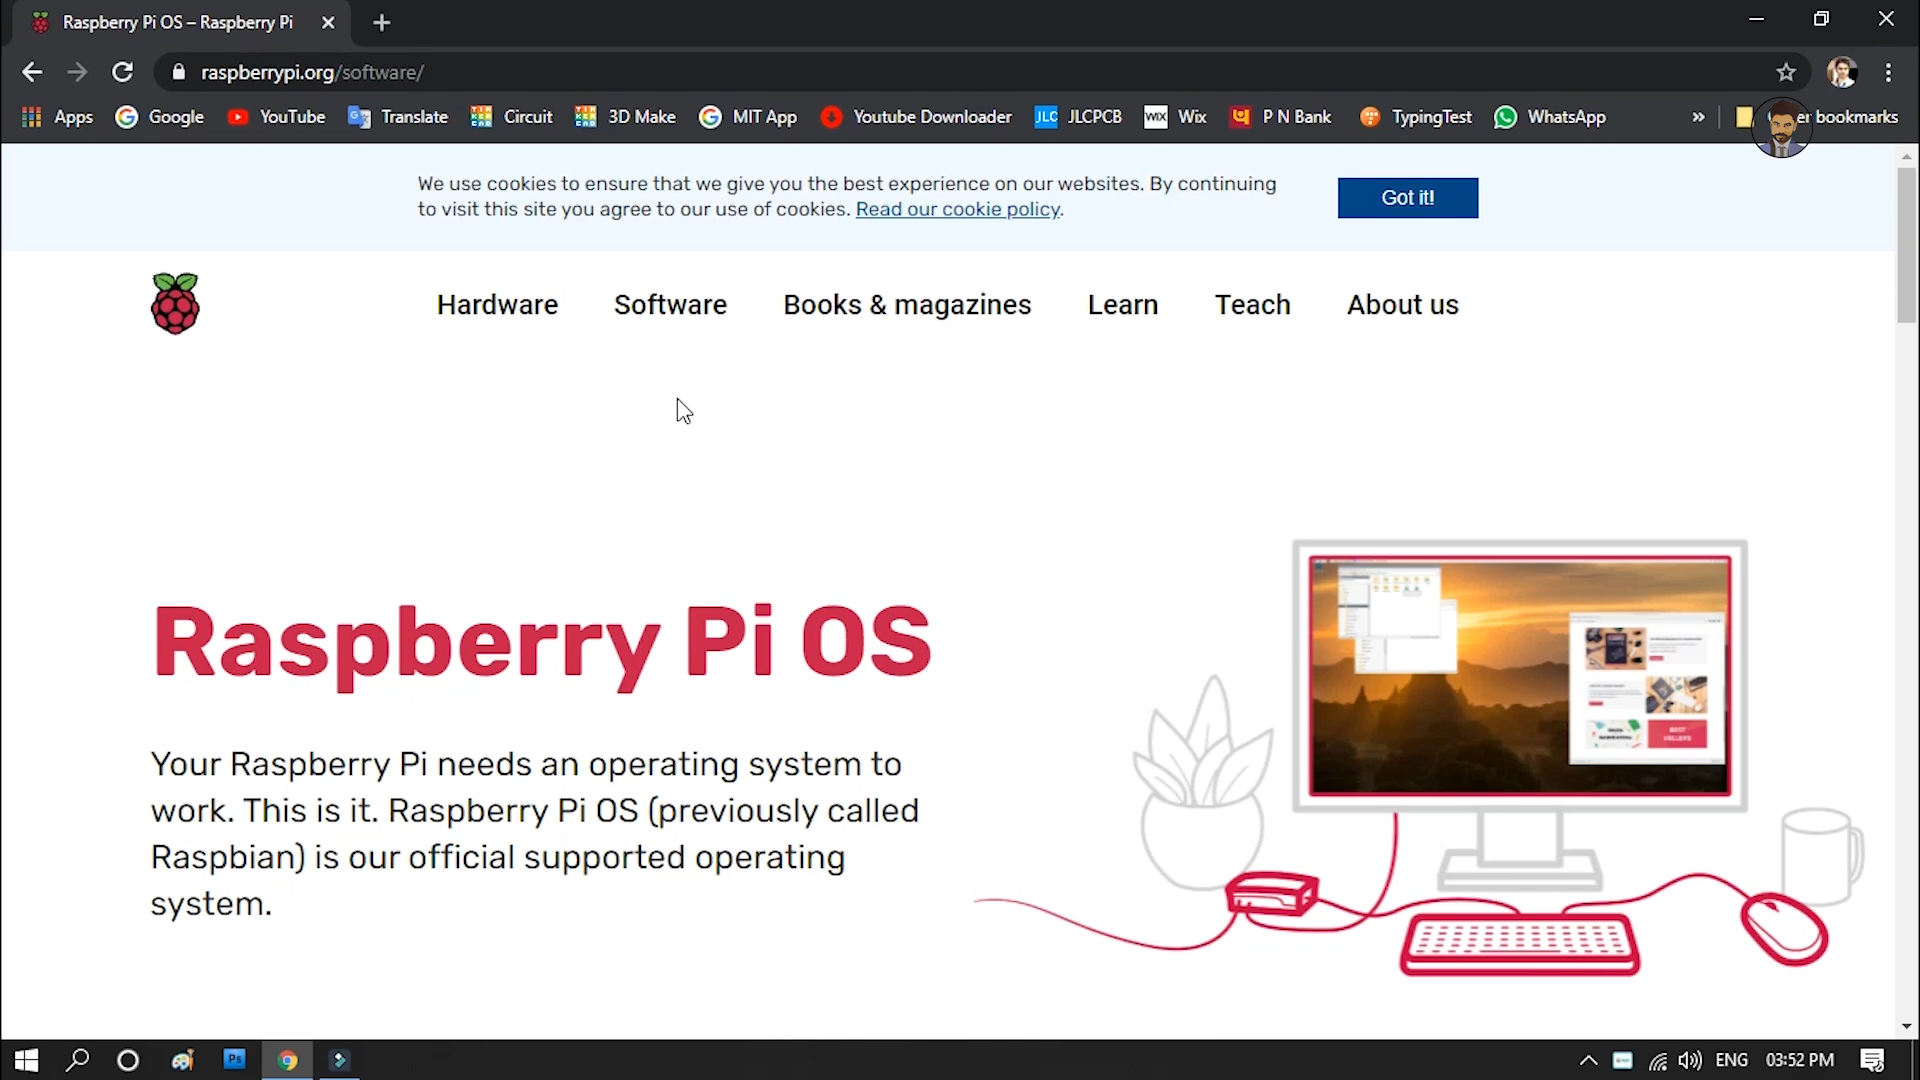 Raspberry Pi OS – Raspberry Pi
raspberrypi.org/software/
Apps Google YouTube Translate Circuit 3D Make MIT App Youtube Downloader JLC JLCPCB WIX Wix P N Bank TypingTest WhatsApp » bookmarks
We use cookies to ensure that we give you the best experience on our websites. By continuing
to visit this site you agree to our use of cookies. Read our cookie policy.
Got it!
Hardware Software Books & magazines Learn Teach About us
Raspberry Pi OS
Your Raspberry Pi needs an operating system to
work. This is it. Raspberry Pi OS (previously called
Raspbian) is our official supported operating
system.
BEST
SELLERS
Ps
ENG 03:52 PM